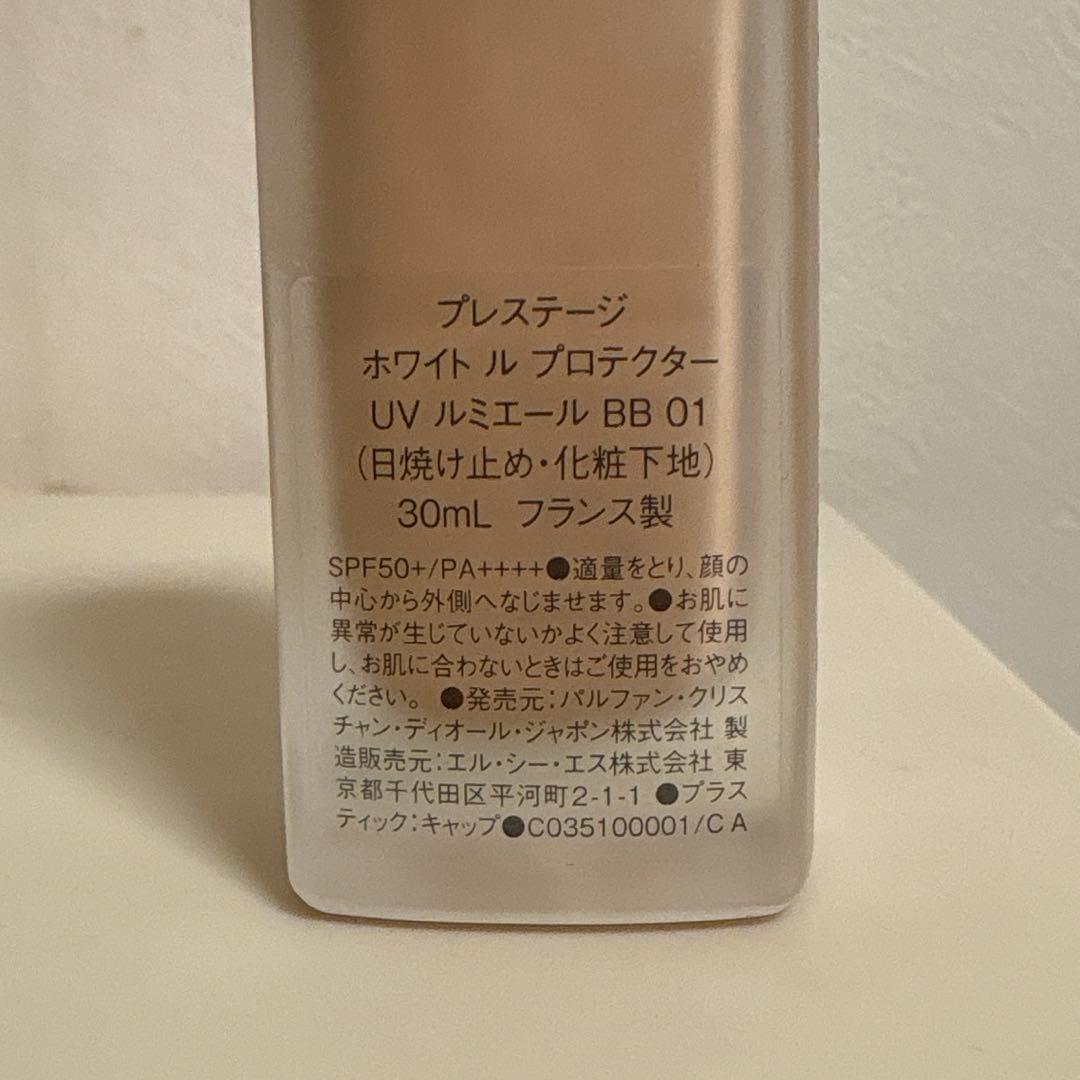 プレステージ
ホワイト ル プロテクター
UV ルミエール BB 01
（日焼け止め・化粧下地）
30mL フランス製
SPF50+/PA++++●適量をとり、顔の
中心から外側へなじませます。●お肌に
異常が生じていないかよく注意して使用
し、お肌に合わないときはご使用をおやめ
ください。 ●発売元：パルファン・クリス
チャン・ディオール・ジャポン株式会社 製
造販売元：エル・シー・エス株式会社 東
京都千代田区平河町2-1-1 ●プラス
ティック：キャップ●C035100001/C A